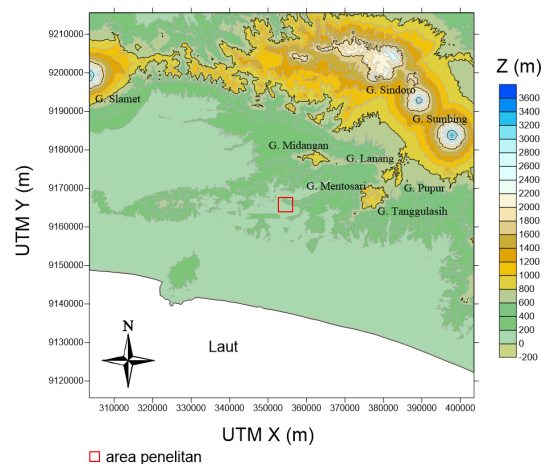 9210000
9200000
9190000
9180000
9170000
9160000
9150000
9140000
9130000
9120000
UTM Y (m)
G. Slamet
G. Sindoro
G. Sumbing
G. Midangan
G. Lanang
G. Mentosari
G. Pupur
G. Tanggulasih
N
Laut
310000 320000 330000 340000 350000 360000 370000 380000 390000 400000
UTM X (m)
area penelitan
Z (m)
3600
3400
3200
3000
2800
2600
2400
2200
2000
1800
1600
1400
1200
1000
800
600
400
200
0
-200